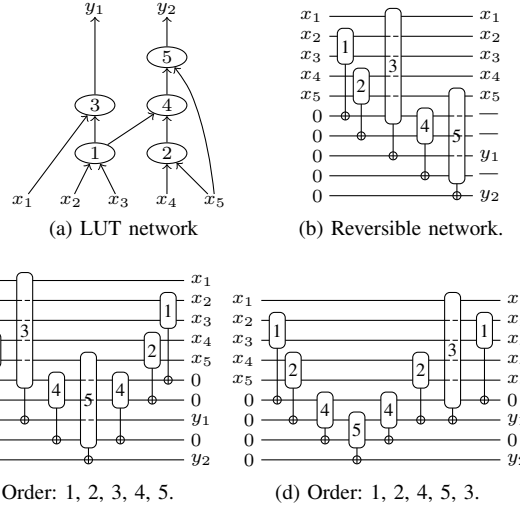 y₁ y₂
5
3 4
1 2
x₁ x₂ x₃ x₄ x₅
(a) LUT network
x₁ x₁
x₂ x₂
1
x₃ x₃
3
x₄ x₄
2
x₅ x₅
0 —
4
0 5 —
0 y₁
0 —
0 y₂
(b) Reversible network.
x₁
x₂
1
x₃
3
x₄
2
x₅
4 4 0
5 0
y₁
0
y₂
Order: 1, 2, 3, 4, 5.
x₁
x₂
1 1
x₃
3
x₄
2 2
x₅
0 0
4 4
0
5
0 0
0
(d) Order: 1, 2, 4, 5, 3.